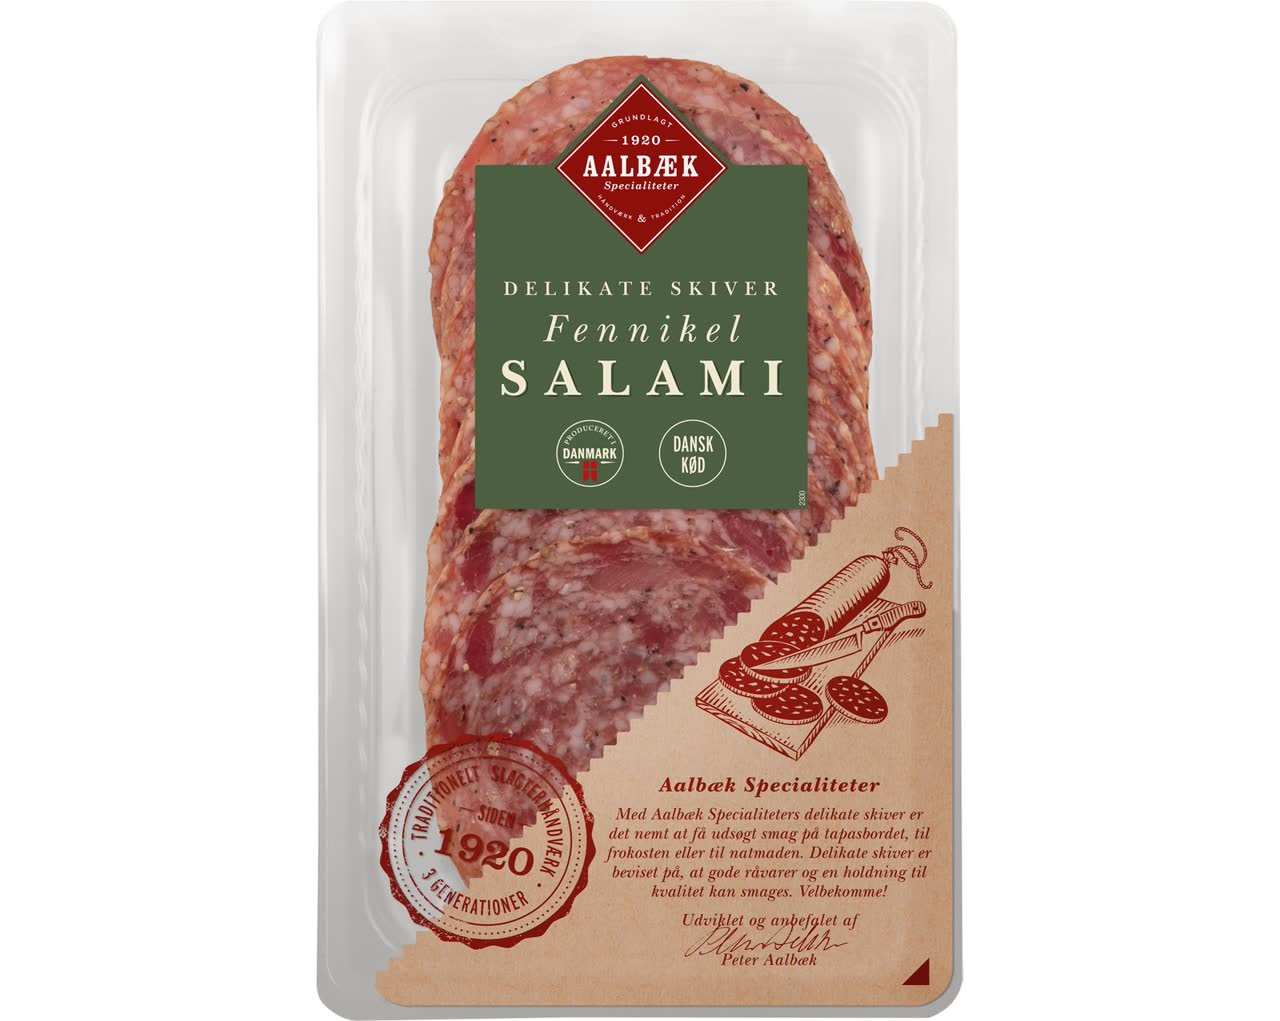 GRUNDLAGT
1920
AALBÆK
Specialiteter
HÅNDVÆRK & TRADITION
DELIKATE SKIVER
Fennikel
SALAMI
PRODUCERET I
DANMARK
DANSK
KØD
2300
TRADITIONELT SLAGTERHÅNDVÆRK
SIDEN
1920
3 GENERATIONER
Aalbæk Specialiteter
Med Aalbæk Specialiteters delikate skiver er
det nemt at få udsøgt smag på tapasbordet, til
frokosten eller til natmaden. Delikate skiver er
beviset på, at gode råvarer og en holdning til
kvalitet kan smages. Velbekomme!
Udviklet og anbefalet af
Peter Aalbæk